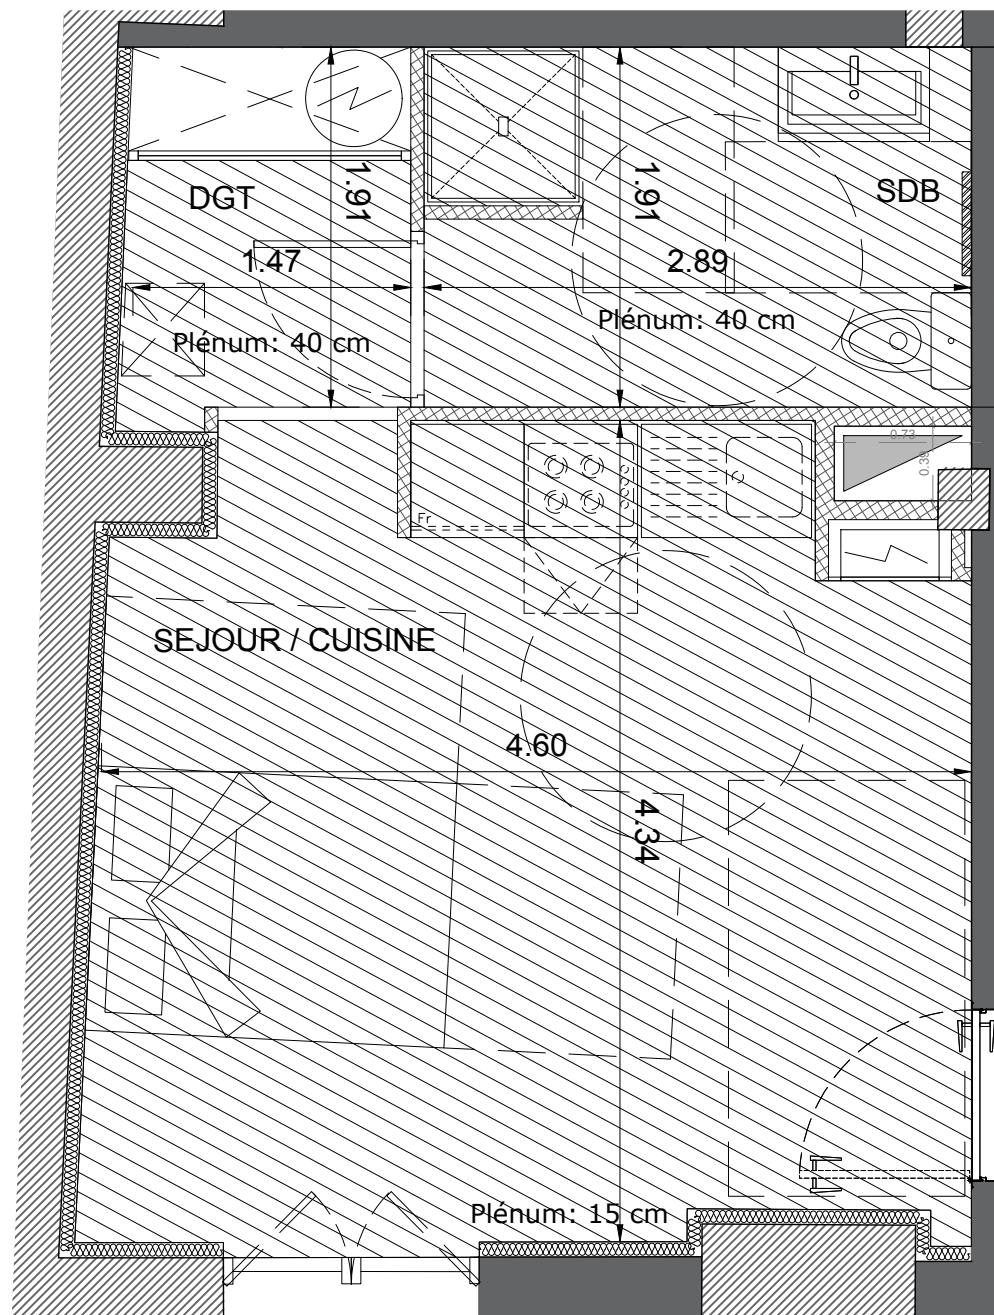 DGT
1.91
1.47
Plénum: 40 cm
1.91
SDB
2.89
Plénum: 40 cm
0.73
0.39
Fr
SEJOUR / CUISINE
4.60
4.34
Plénum: 15 cm